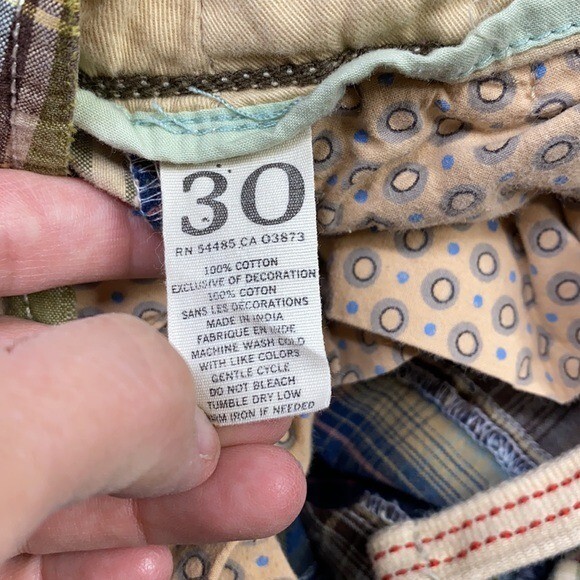 30
RN 54485 CA 03873
100% COTTON
EXCLUSIVE OF DECORATION
100% COTON
SANS LES DECORATIONS
MADE IN INDIA
FABRIQUE EN INDE
MACHINE WASH COLD
WITH LIKE COLORS
GENTLE CYCLE
DO NOT BLEACH
TUMBLE DRY LOW
IRON IF NEEDED